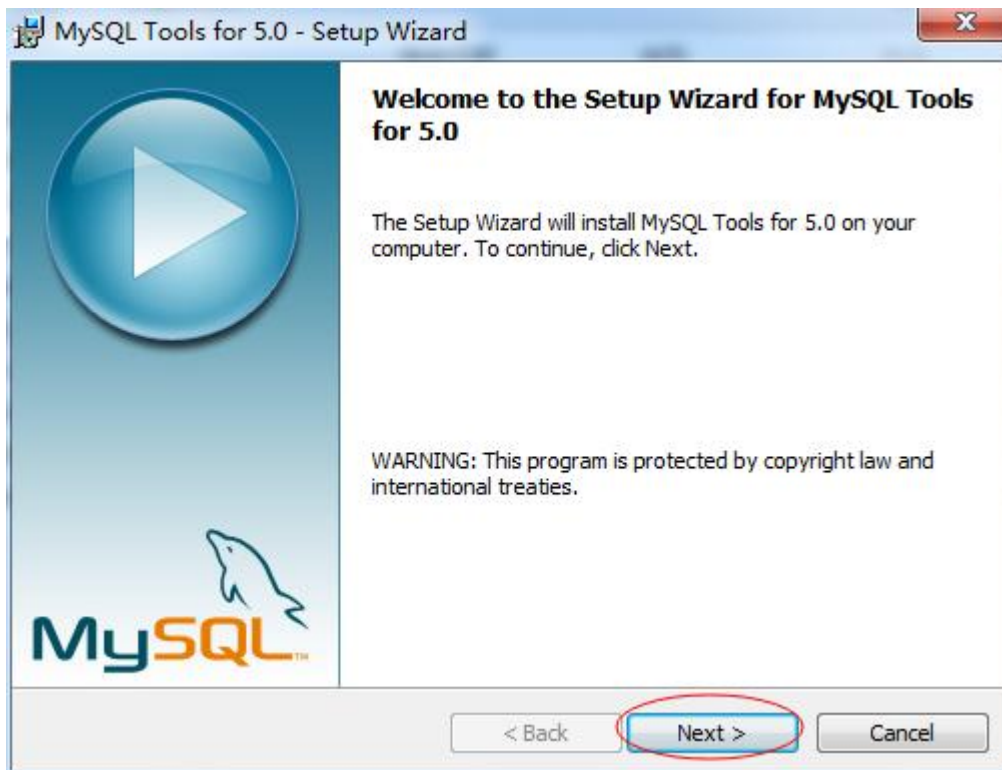 MySQL Tools for 5.0 - Setup Wizard
Welcome to the Setup Wizard for MySQL Tools
for 5.0
The Setup Wizard will install MySQL Tools for 5.0 on your
computer. To continue, click Next.
WARNING: This program is protected by copyright law and
international treaties.
MySQL™
< Back
Next >
Cancel